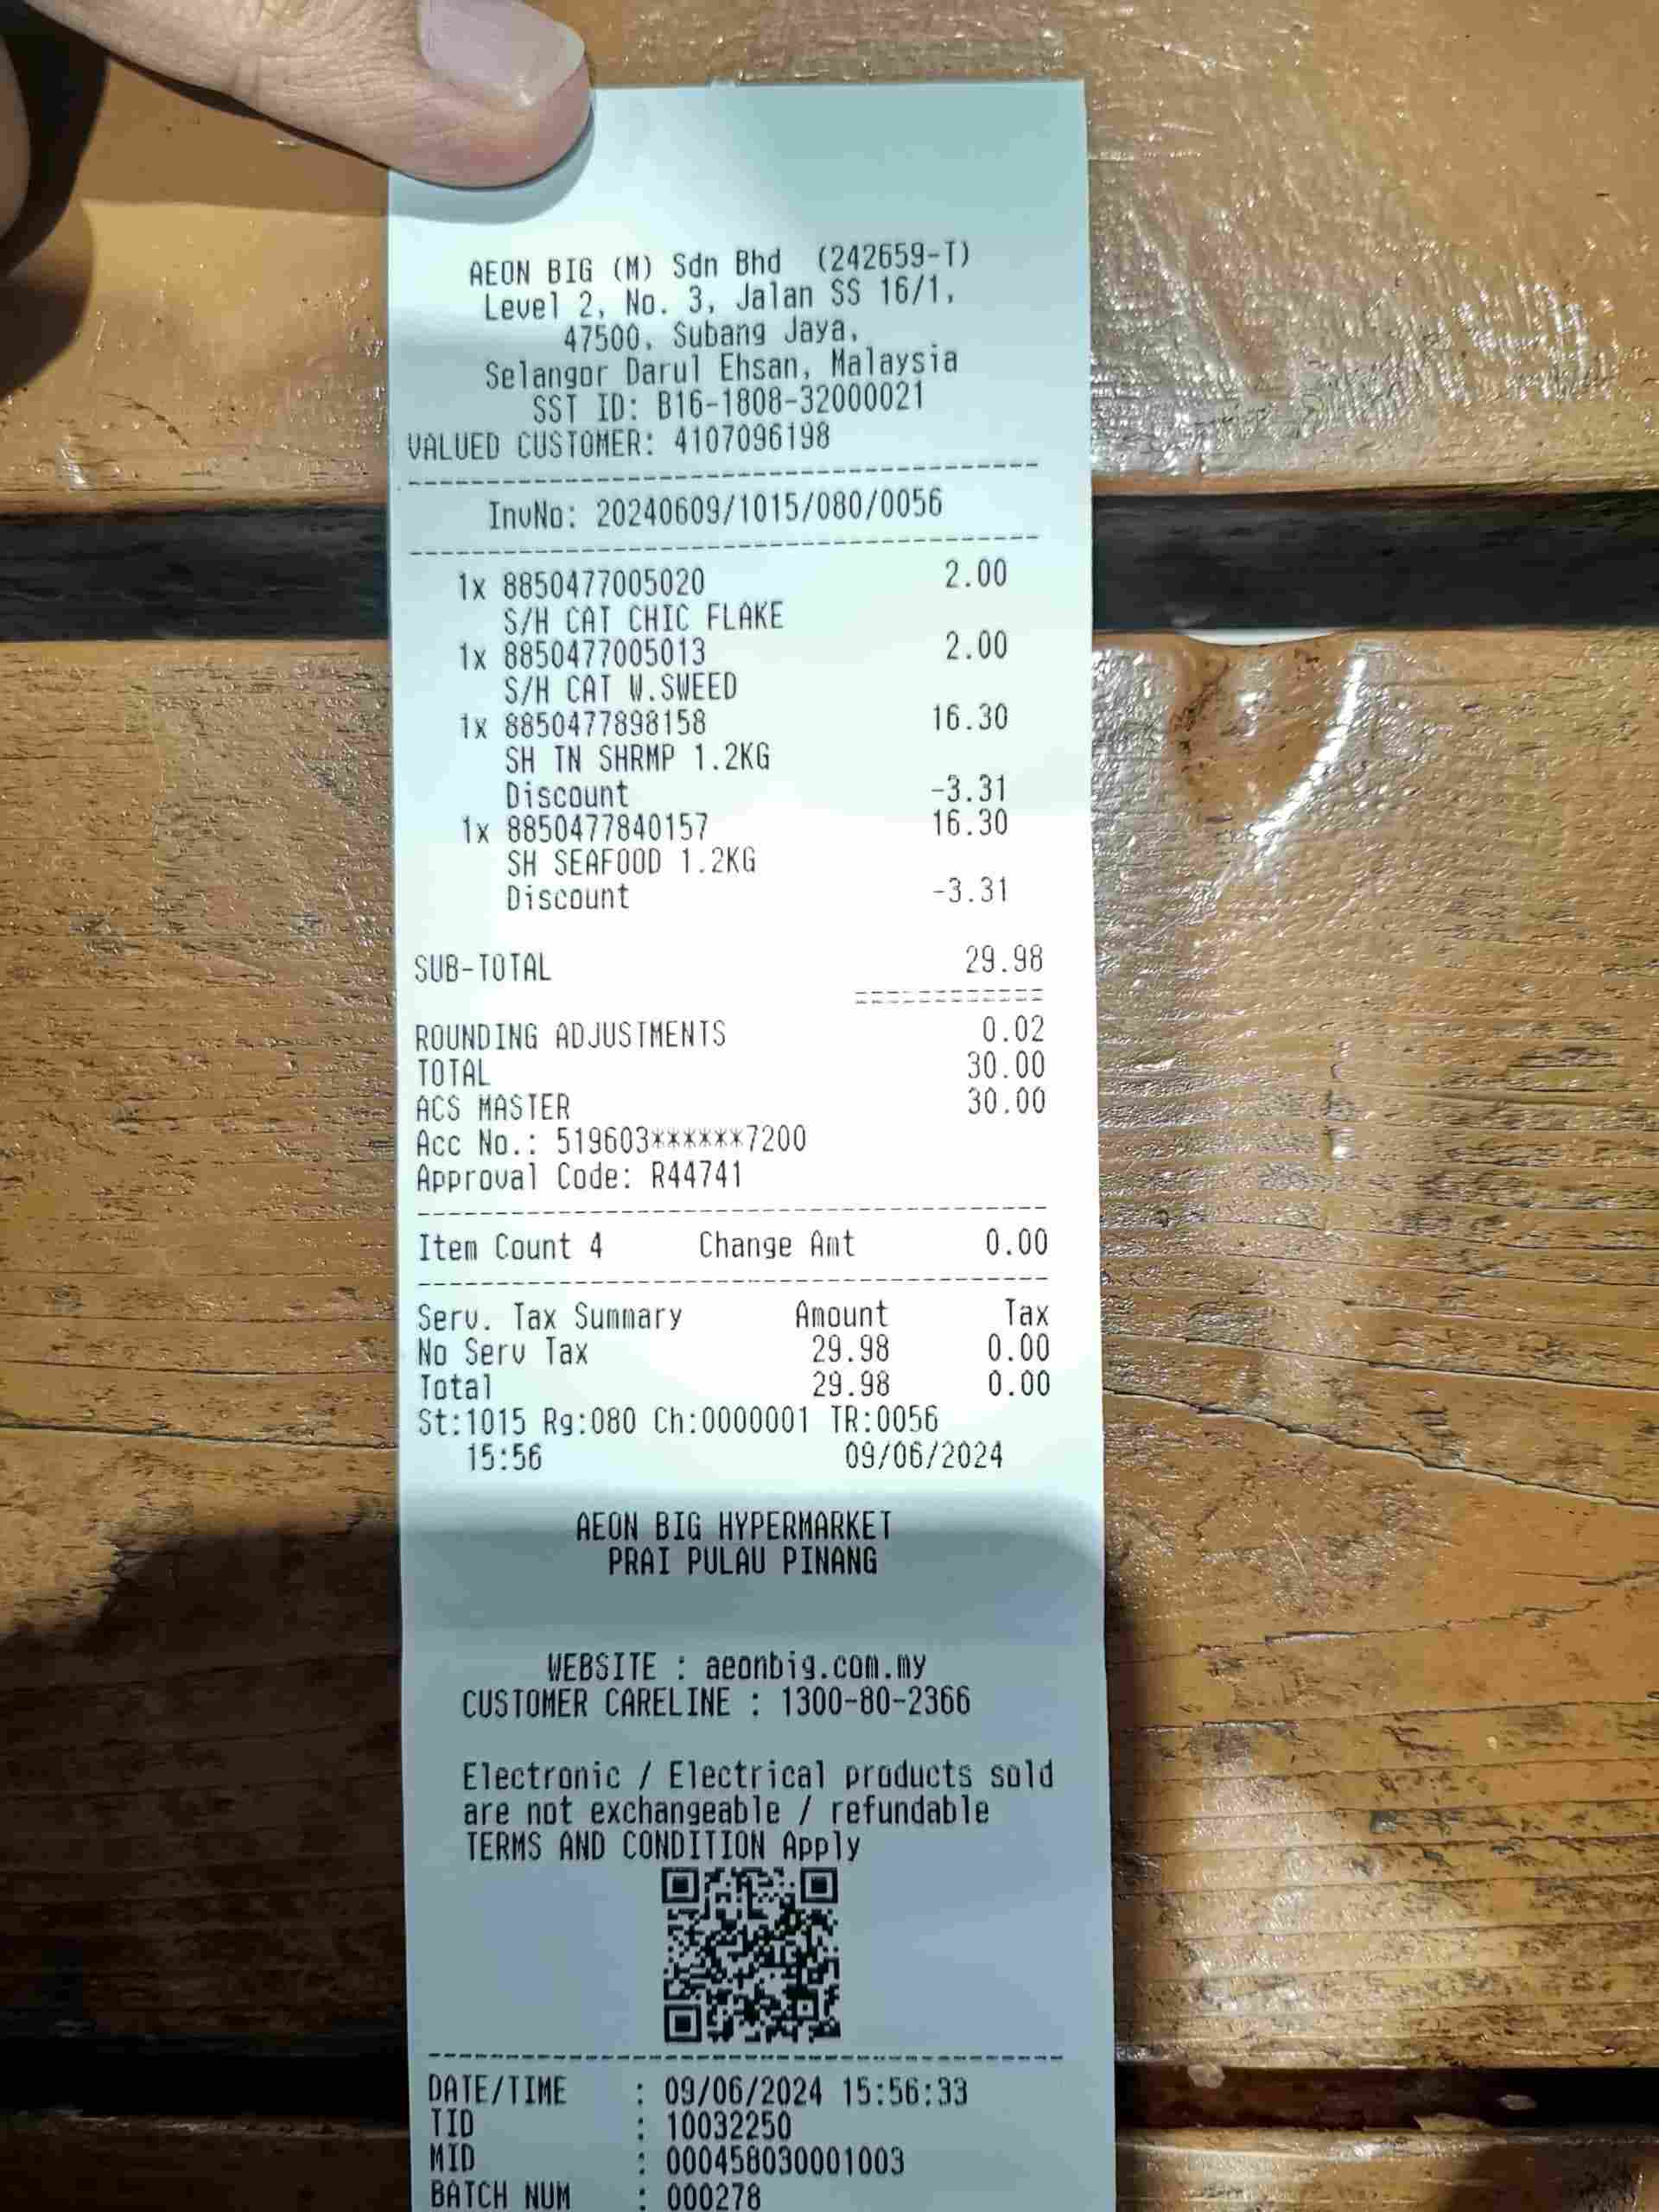 AEON BIG (M) Sdn Bhd (242659-T)
Level 2, No. 3, Jalan SS 16/1,
47500, Subang Jaya,
Selangor Darul Ehsan, Malaysia
SST ID: B16-1808-32000021
VALUED CUSTOMER: 4107096198
InvNo: 20240609/1015/080/0056
1x 8850477005020 2.00
S/H CAT CHIC FLAKE
1x 8850477005013 2.00
S/H CAT W.SWEED
1x 8850477898158 16.30
SH TN SHRMP 1.2KG
Discount -3.31
1x 8850477840157 16.30
SH SEAFOOD 1.2KG
Discount -3.31
SUB-TOTAL 29.98
ROUNDING ADJUSTMENTS 0.02
TOTAL 30.00
ACS MASTER 30.00
Acc No.: 519603******7200
Approval Code: R44741
Item Count 4 Change Amt 0.00
Serv. Tax Summary Amount Tax
No Serv Tax 29.98 0.00
Total 29.98 0.00
St:1015 Rg:080 Ch:0000001 TR:0056
15:56 09/06/2024
AEON BIG HYPERMARKET
PRAI PULAU PINANG
WEBSITE : aeonbig.com.my
CUSTOMER CARELINE : 1300-80-2366
Electronic / Electrical products sold
are not exchangeable / refundable
TERMS AND CONDITION Apply
DATE/TIME : 09/06/2024 15:56:33
TID : 10032250
MID : 000458030001003
BATCH NUM : 000278